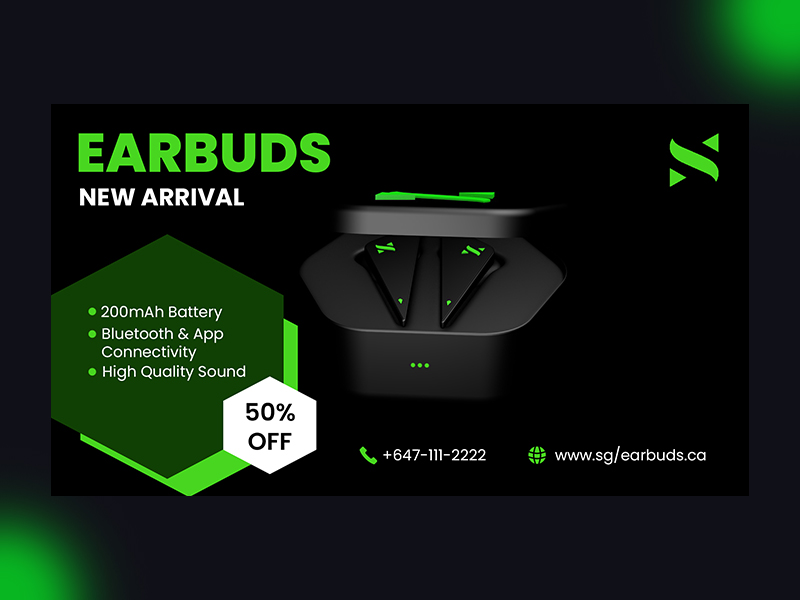 EARBUDS
NEW ARRIVAL
200mAh Battery
Bluetooth & App
Connectivity
High Quality Sound
50%
OFF
+647-111-2222
www.sg/earbuds.ca